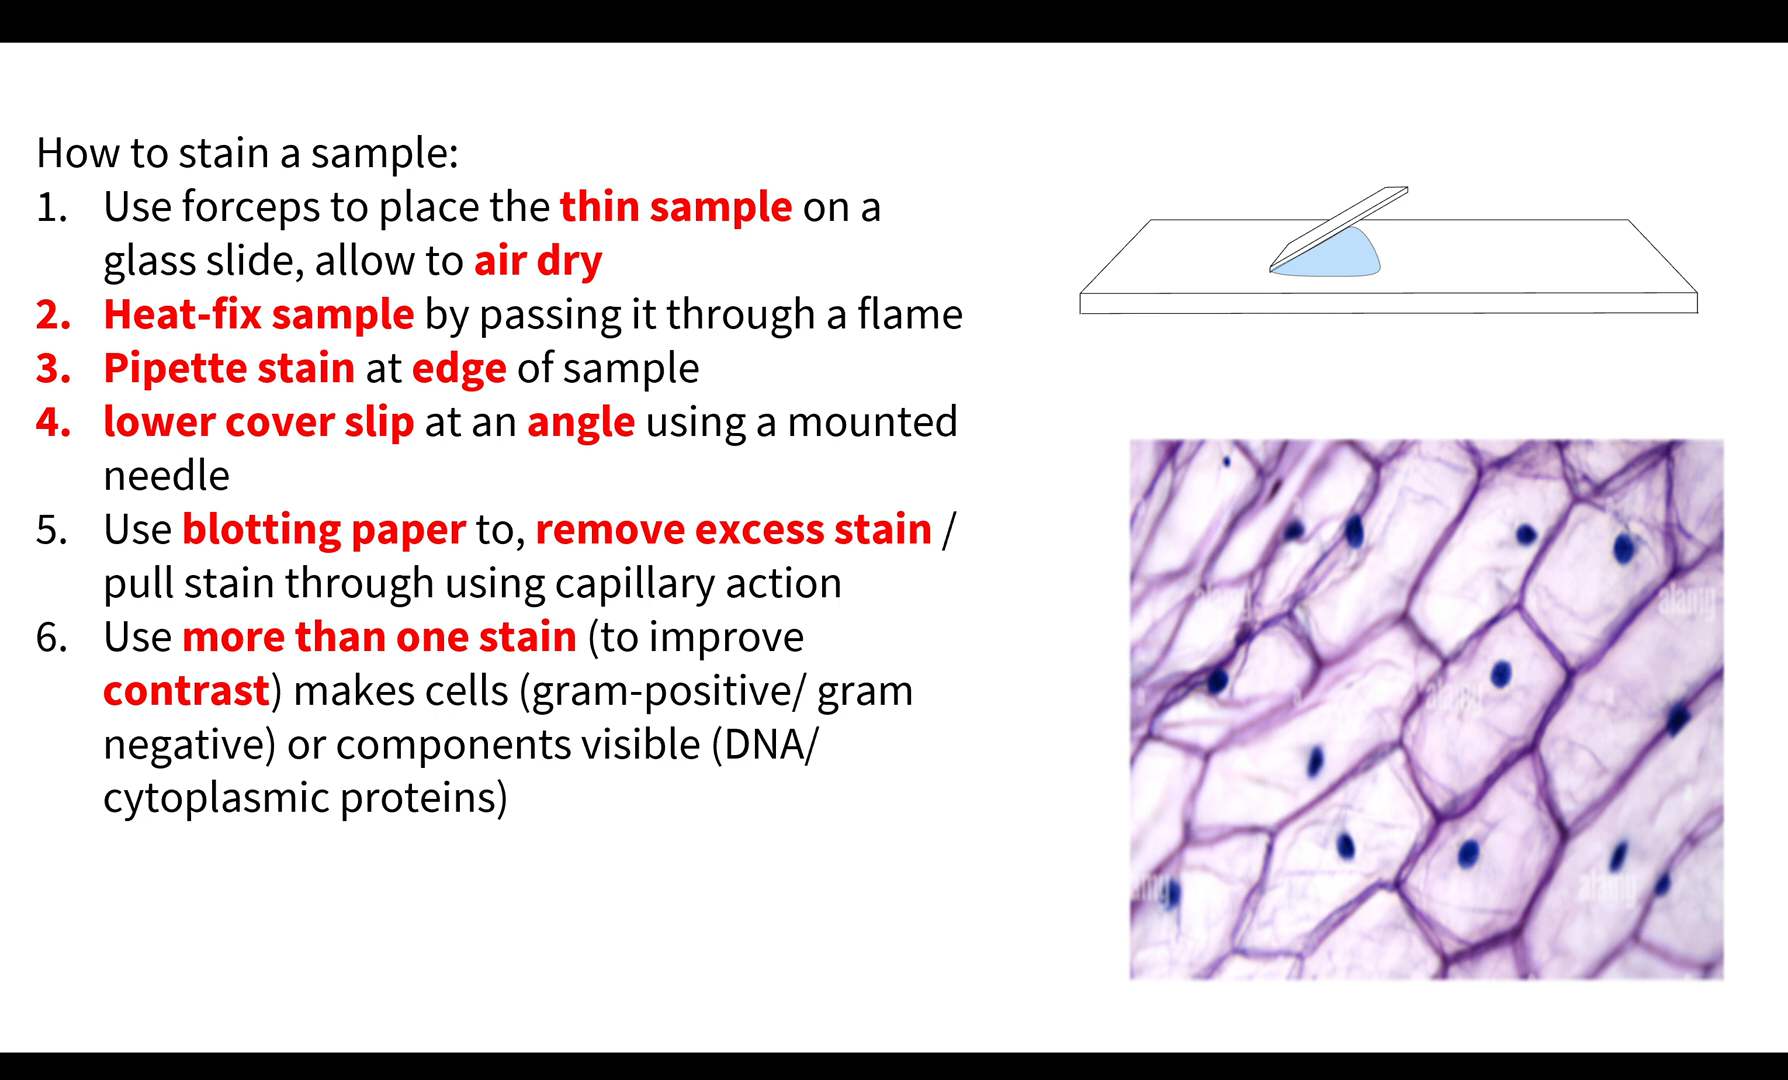 How to stain a sample:
1. Use forceps to place the thin sample on a
glass slide, allow to air dry
2. Heat-fix sample by passing it through a flame
3. Pipette stain at edge of sample
4. lower cover slip at an angle using a mounted
needle
5. Use blotting paper to, remove excess stain /
pull stain through using capillary action
6. Use more than one stain (to improve
contrast) makes cells (gram-positive/ gram
negative) or components visible (DNA/
cytoplasmic proteins)
alamy
alamy
alamy
alamy